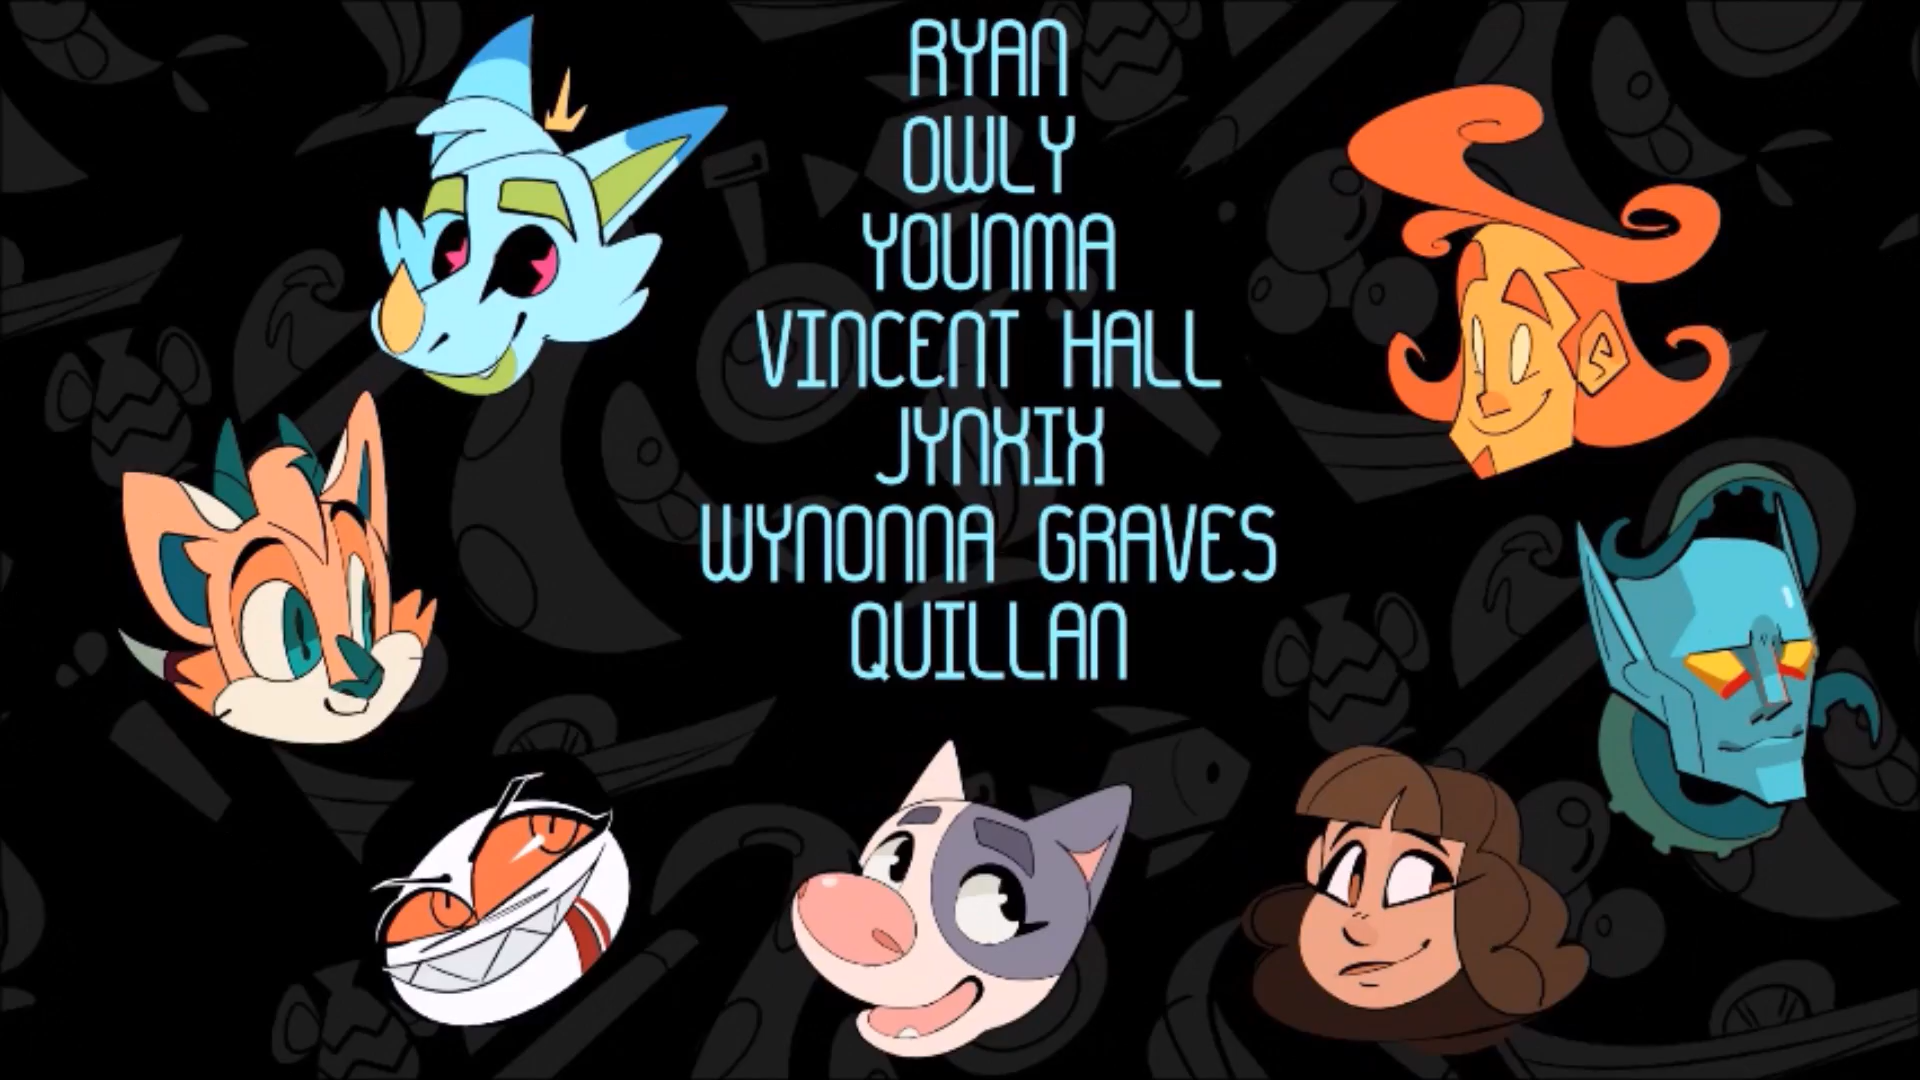 RYAN
OWLY
YOUNMA
VINCENT HALL
JYNXIX
WYNONNA GRAVES
QUILLAN